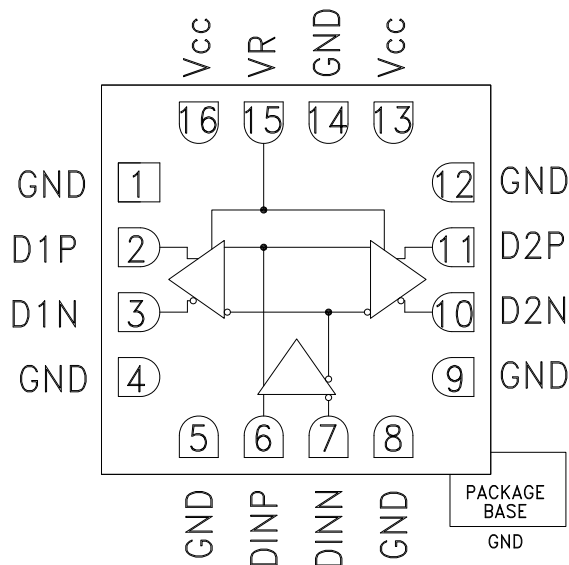 Vcc VR GND Vcc
16 15 14 13
GND 1 12 GND
D1P 2 11 D2P
D1N 3 10 D2N
GND 4 9 GND
5 6 7 8
GND DINP DINN GND
PACKAGE
BASE
GND